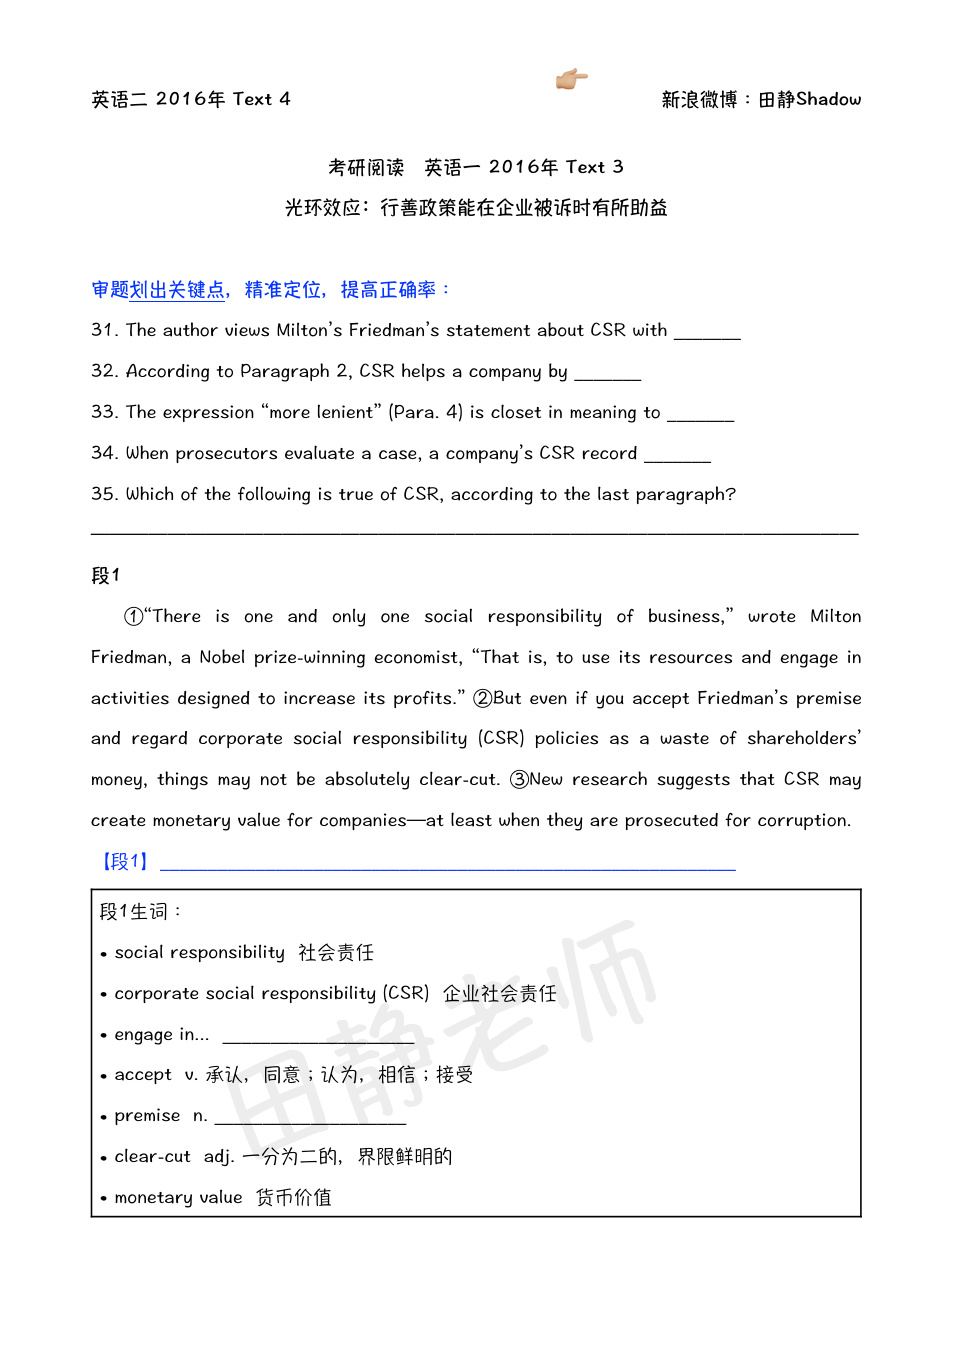 英语二 2016年 Text 4 新浪微博：田静Shadow
考研阅读 英语一 2016年 Text 3
光环效应：行善政策能在企业被诉时有所助益
审题划出关键点，精准定位，提高正确率：
31. The author views Milton's Friedman's statement about CSR with _______
32. According to Paragraph 2, CSR helps a company by _______
33. The expression “more lenient” (Para. 4) is closet in meaning to _______
34. When prosecutors evaluate a case, a company's CSR record _______
35. Which of the following is true of CSR, according to the last paragraph?
段1
①“There is one and only one social responsibility of business,” wrote Milton
Friedman, a Nobel prize-winning economist, “That is, to use its resources and engage in
activities designed to increase its profits.” ②But even if you accept Friedman's premise
and regard corporate social responsibility (CSR) policies as a waste of shareholders'
money, things may not be absolutely clear-cut. ③New research suggests that CSR may
create monetary value for companies—at least when they are prosecuted for corruption.
【段1】____________________________________________________________
段1生词：
• social responsibility 社会责任
• corporate social responsibility (CSR) 企业社会责任
• engage in... ____________________
• accept v. 承认，同意；认为，相信；接受
• premise n. ____________________
• clear-cut adj. 一分为二的，界限鲜明的
• monetary value 货币价值
田静老师